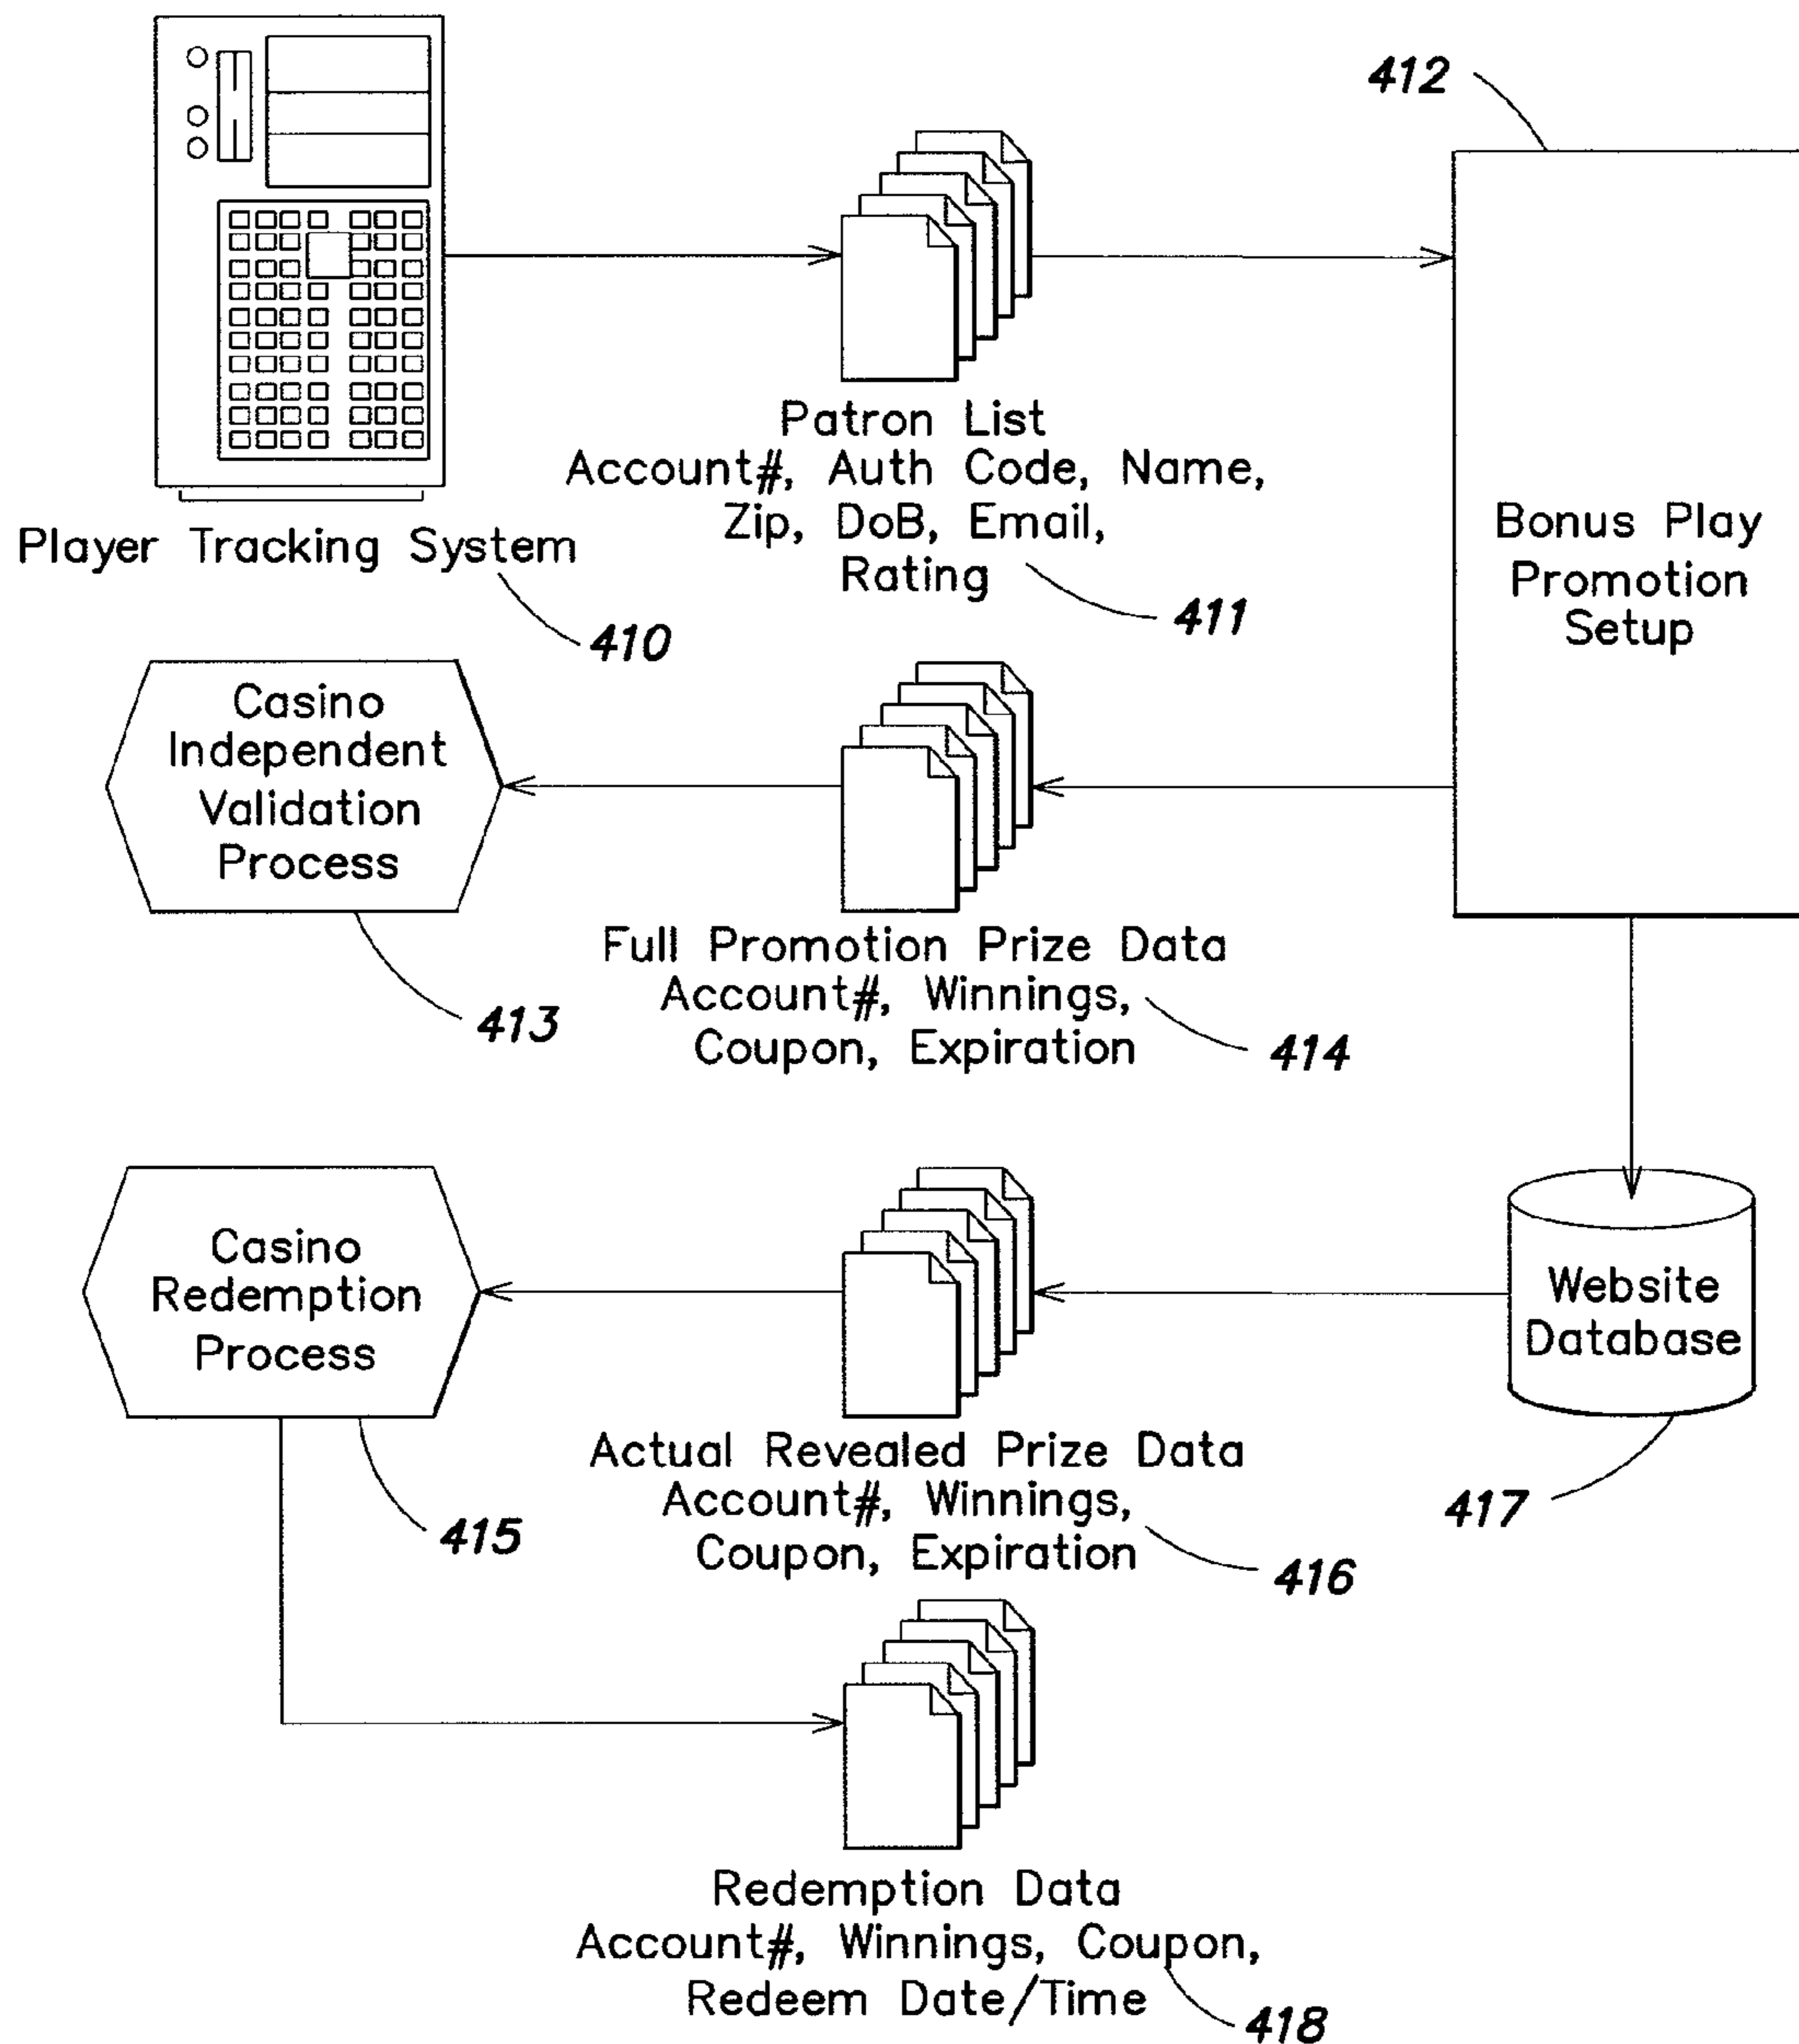 412
Patron List
Account#, Auth Code, Name,
Zip, DoB, Email,
Rating
411
Player Tracking System
410
Bonus Play
Promotion
Setup
Casino
Independent
Validation
Process
413
Full Promotion Prize Data
Account#, Winnings,
Coupon, Expiration
414
Casino
Redemption
Process
415
Website
Database
417
Actual Revealed Prize Data
Account#, Winnings,
Coupon, Expiration
416
Redemption Data
Account#, Winnings, Coupon,
Redeem Date/Time
418